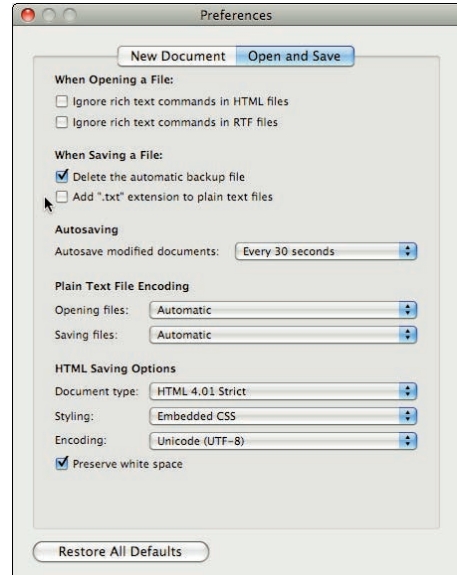 Preferences
New Document Open and Save
When Opening a File:
Ignore rich text commands in HTML files
Ignore rich text commands in RTF files
When Saving a File:
Delete the automatic backup file
Add ".txt" extension to plain text files
Autosaving
Autosave modified documents: Every 30 seconds
Plain Text File Encoding
Opening files: Automatic
Saving files: Automatic
HTML Saving Options
Document type: HTML 4.01 Strict
Styling: Embedded CSS
Encoding: Unicode (UTF-8)
Preserve white space
Restore All Defaults